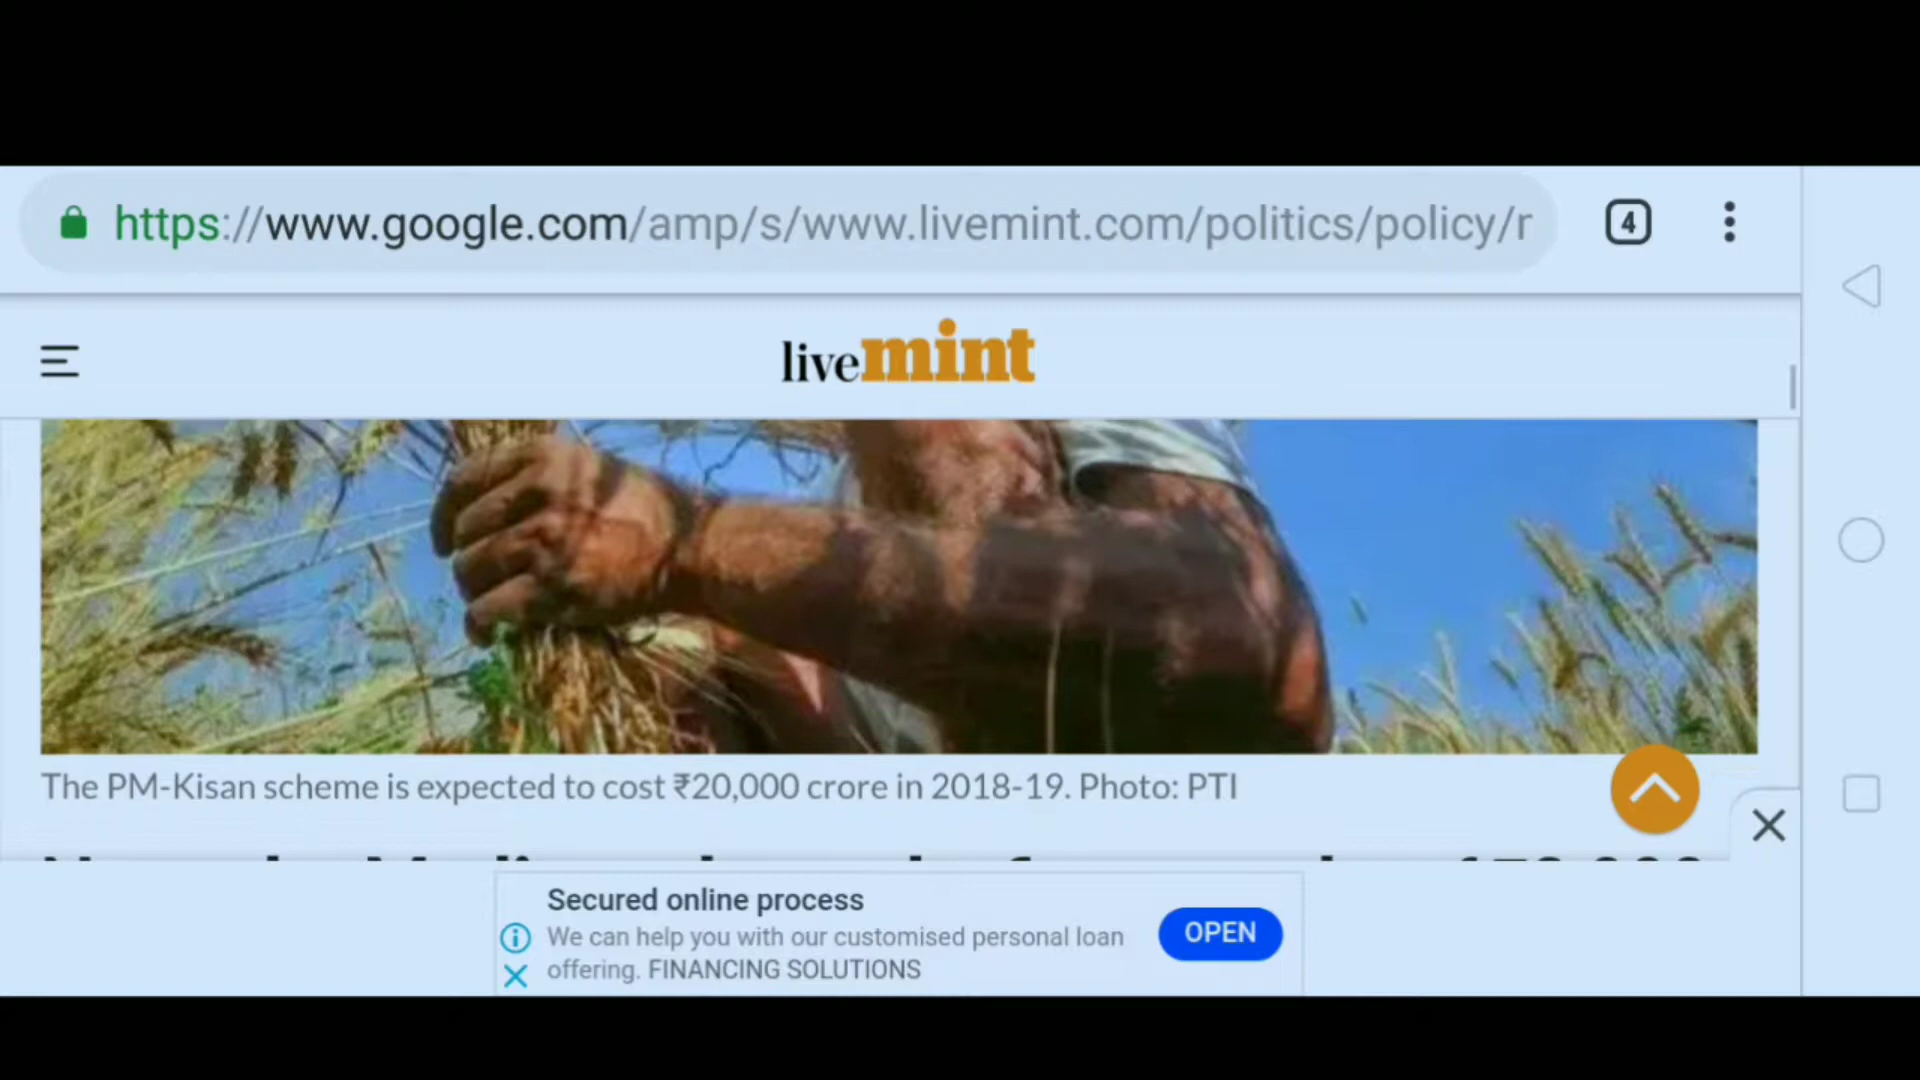 https://www.google.com/amp/s/www.livemint.com/politics/policy/r
4
livemint
The PM-Kisan scheme is expected to cost ₹20,000 crore in 2018-19. Photo: PTI
Secured online process
We can help you with our customised personal loan
offering. FINANCING SOLUTIONS
OPEN